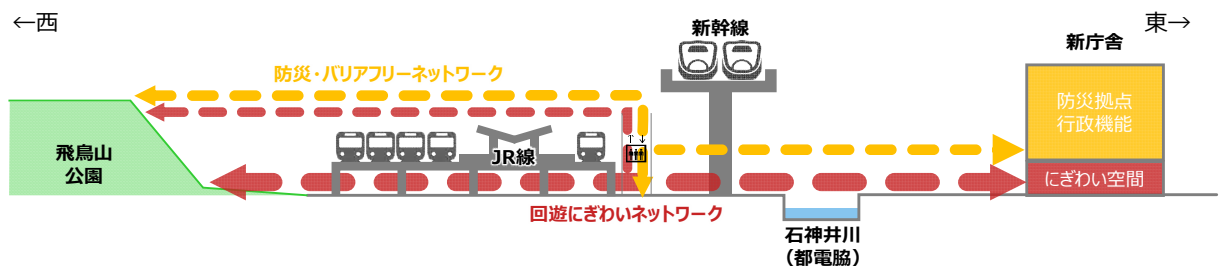 ←西
東→
新幹線
新庁舎
防災・バリアフリーネットワーク
防災拠点
行政機能
飛鳥山
公園
JR線
にぎわい空間
回遊にぎわいネットワーク
石神井川
（都電脇）